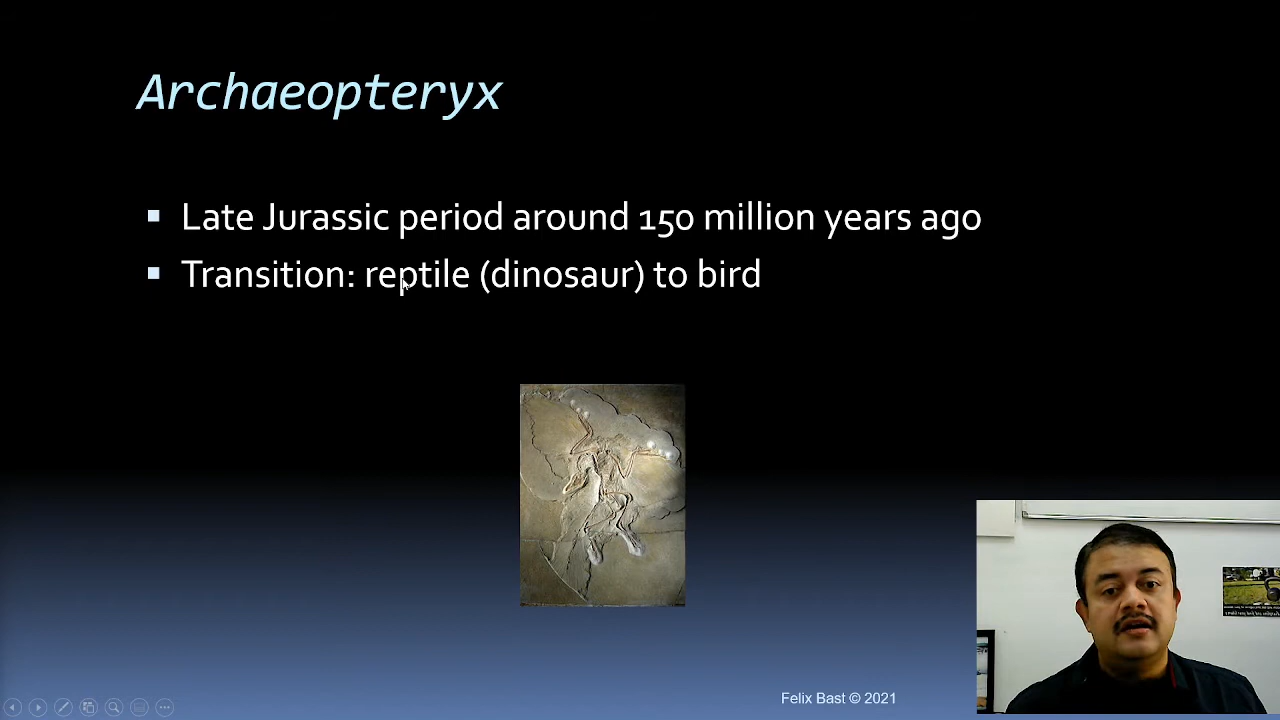 Archaeopteryx
Late Jurassic period around 150 million years ago
Transition: reptile (dinosaur) to bird
Felix Bast © 2021